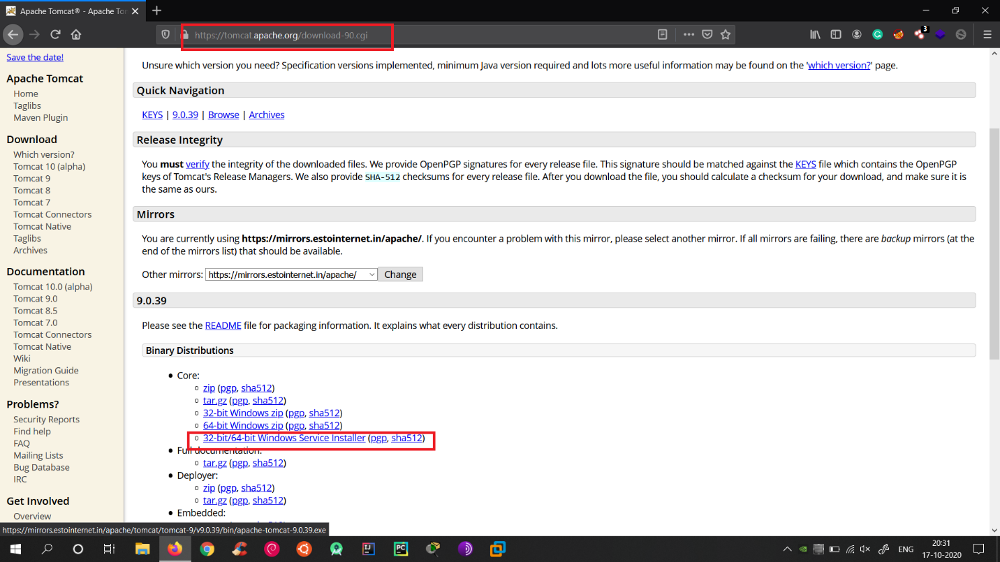 Apache Tomcat® - Apache Tor
https://tomcat.apache.org/download-90.cgi
3
Save the date!
Apache Tomcat
Home
Taglibs
Maven Plugin
Download
Which version?
Tomcat 10 (alpha)
Tomcat 9
Tomcat 8
Tomcat 7
Tomcat Connectors
Tomcat Native
Taglibs
Archives
Documentation
Tomcat 10.0 (alpha)
Tomcat 9.0
Tomcat 8.5
Tomcat 7.0
Tomcat Connectors
Tomcat Native
Wiki
Migration Guide
Presentations
Problems?
Security Reports
Find help
FAQ
Mailing Lists
Bug Database
IRC
Get Involved
Overview
Unsure which version you need? Specification versions implemented, minimum Java version required and lots more useful information may be found on the 'which version?' page.
Quick Navigation
KEYS | 9.0.39 | Browse | Archives
Release Integrity
You must verify the integrity of the downloaded files. We provide OpenPGP signatures for every release file. This signature should be matched against the KEYS file which contains the OpenPGP
keys of Tomcat's Release Managers. We also provide SHA-512 checksums for every release file. After you download the file, you should calculate a checksum for your download, and make sure it is
the same as ours.
Mirrors
You are currently using https://mirrors.estointernet.in/apache/. If you encounter a problem with this mirror, please select another mirror. If all mirrors are failing, there are backup mirrors (at the
end of the mirrors list) that should be available.
Other mirrors: https://mirrors.estointernet.in/apache/ Change
9.0.39
Please see the README file for packaging information. It explains what every distribution contains.
Binary Distributions
Core:
zip (pgp, sha512)
tar.gz (pgp, sha512)
32-bit Windows zip (pgp, sha512)
64-bit Windows zip (pgp, sha512)
32-bit/64-bit Windows Service Installer (pgp, sha512)
Full documentation:
tar.gz (pgp, sha512)
Deployer:
zip (pgp, sha512)
tar.gz (pgp, sha512)
Embedded:
https://mirrors.estointernet.in/apache/tomcat/tomcat-9/v9.0.39/bin/apache-tomcat-9.0.39.exe
PC
ENG
20:31
17-10-2020